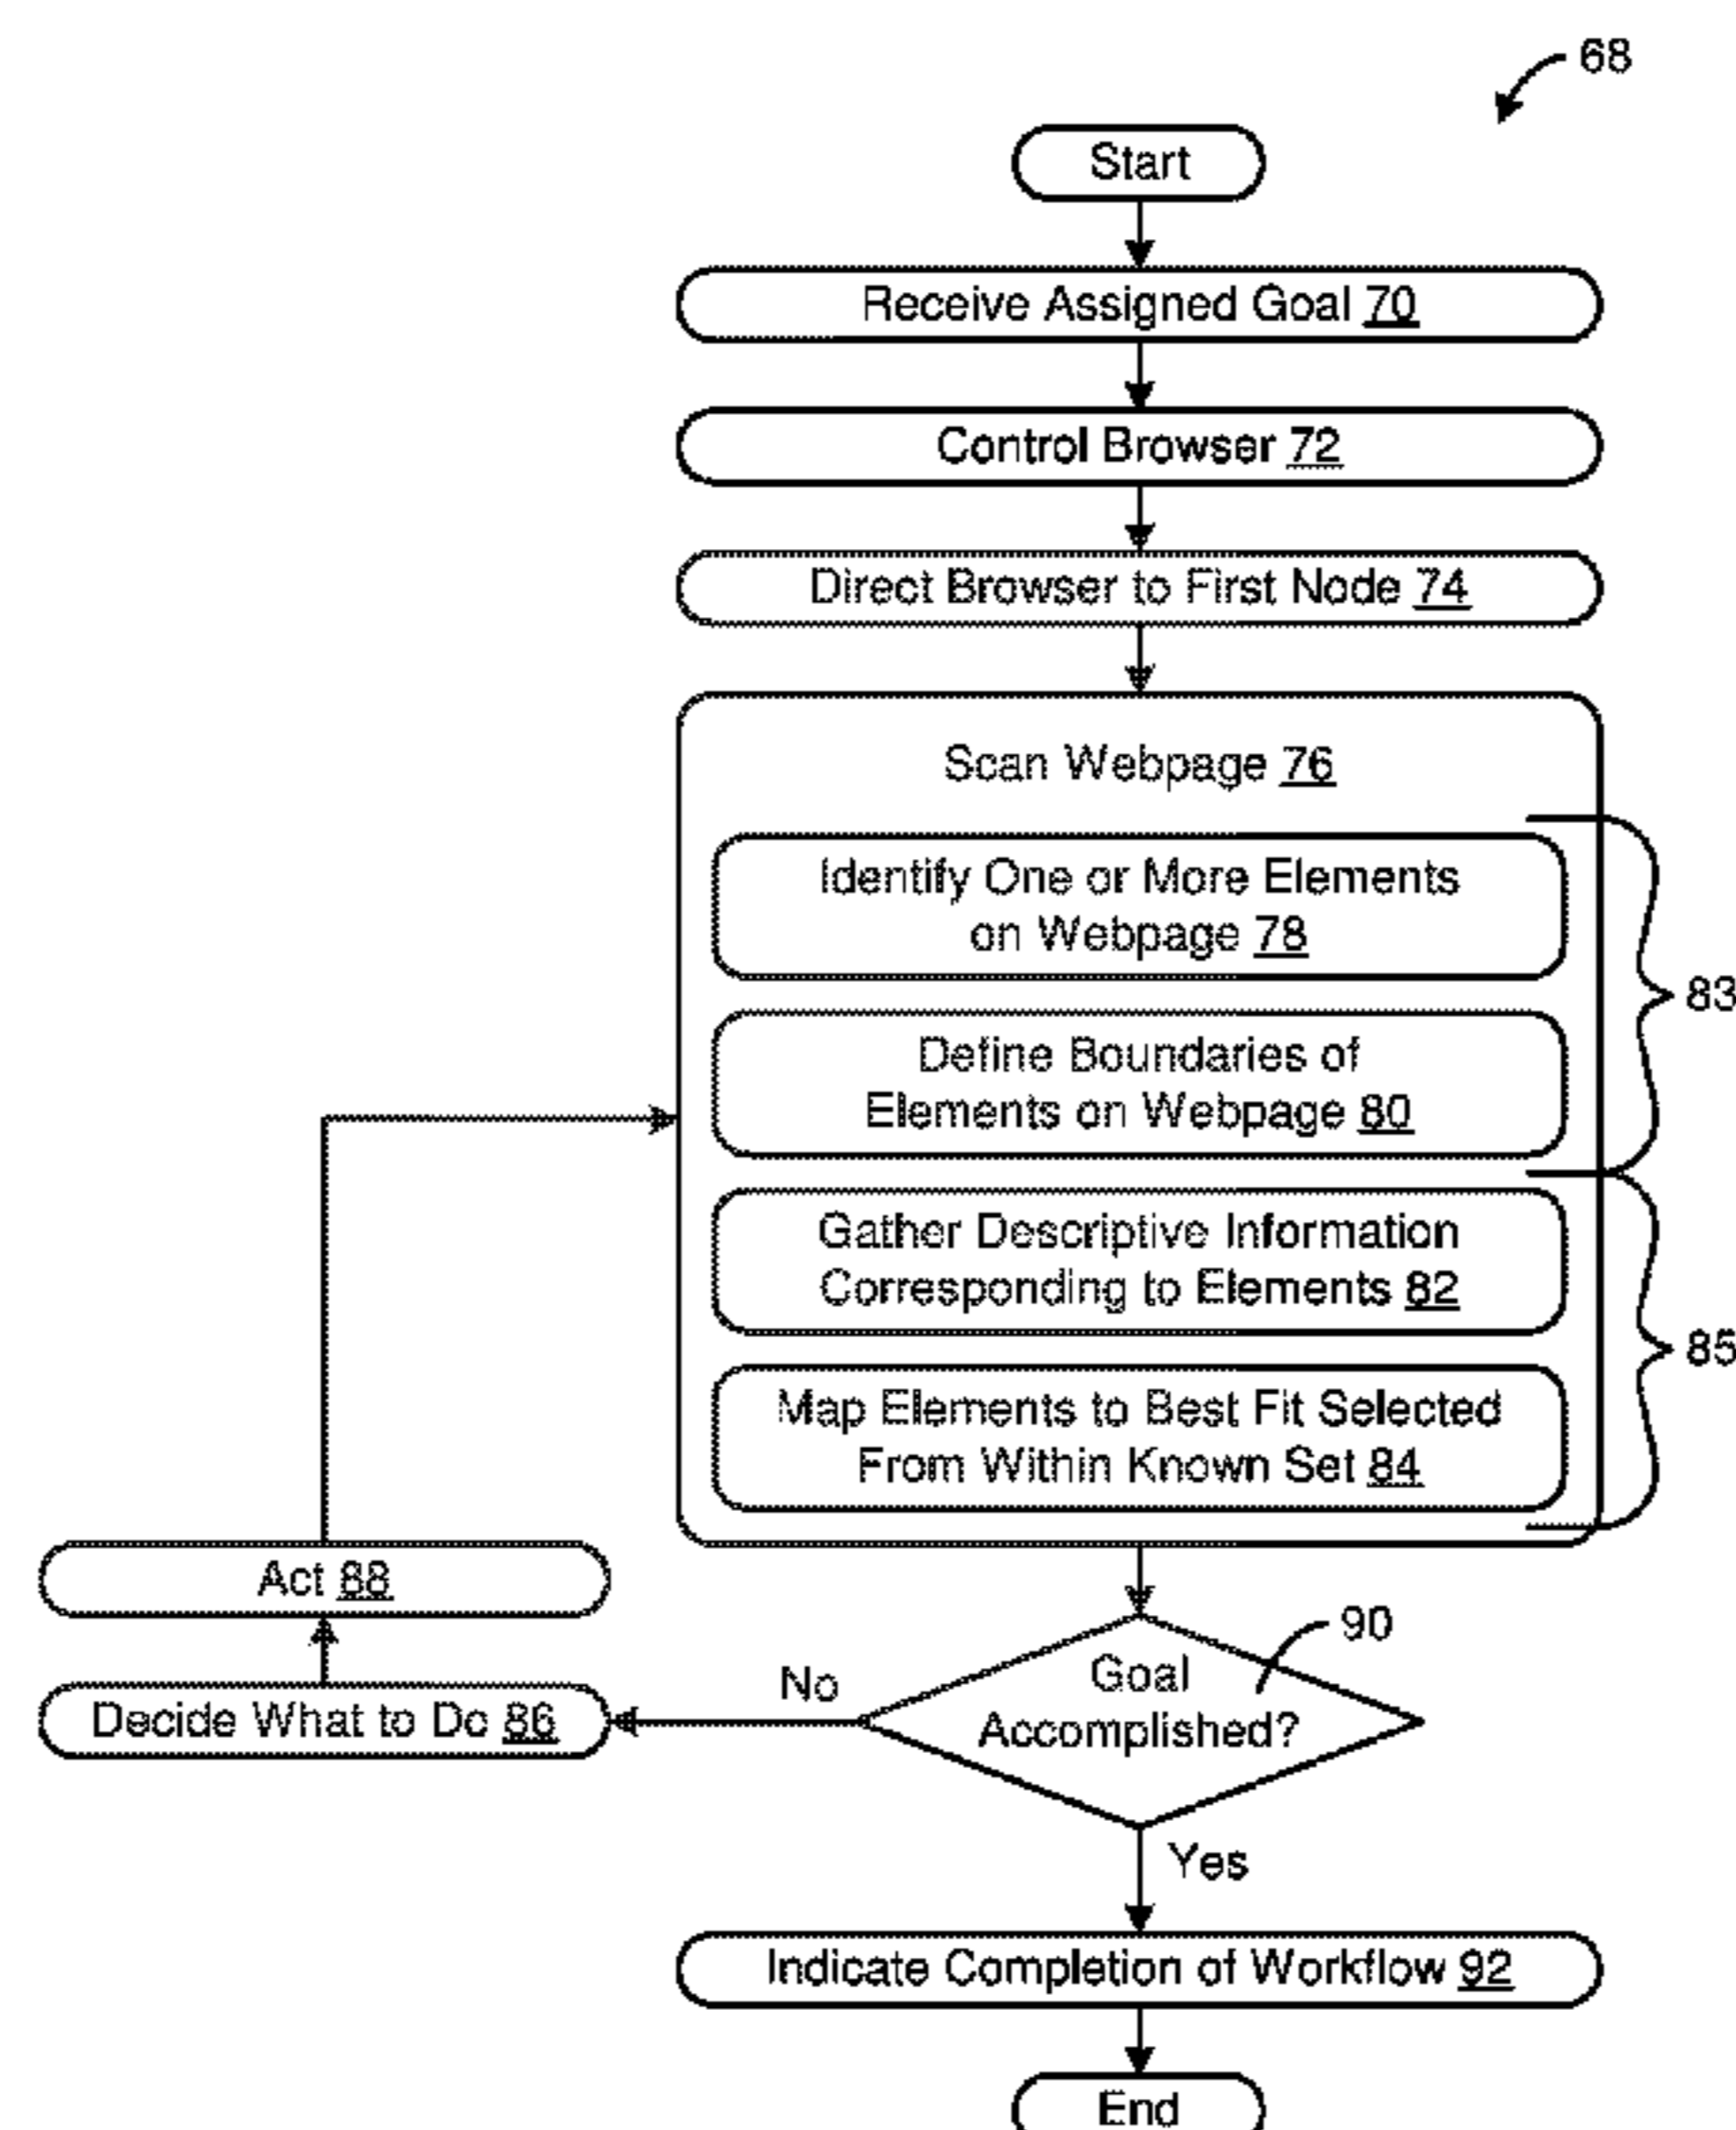 68
Start
Receive Assigned Goal 70
Control Browser 72
Direct Browser to First Node 74
Scan Webpage 76
Identify One or More Elements
on Webpage 78
83
Define Boundaries of
Elements on Webpage 80
Gather Descriptive Information
Corresponding to Elements 82
85
Map Elements to Best Fit Selected
From Within Known Set 84
Act 88
90
Goal
Accomplished?
No
Decide What to Do 86
Yes
Indicate Completion of Workflow 92
End